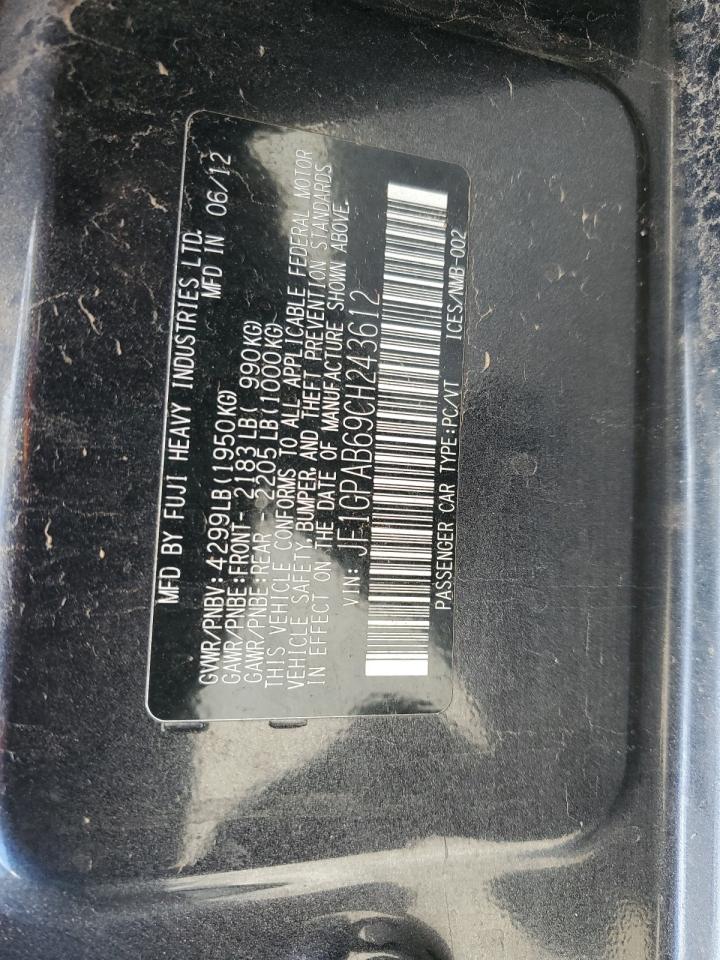 MFD BY FUJI HEAVY INDUSTRIES LTD.
MFD IN 06/12
GVWR/PNBV: 4299LB(1950KG)
GAWR/PNBE:FRONT 2183LB( 990KG)
GAWR/PNBE:REAR 2205LB(1000KG)
THIS VEHICLE CONFORMS TO ALL APPLICABLE FEDERAL MOTOR
VEHICLE SAFETY, BUMPER, AND THEFT PREVENTION STANDARDS
IN EFFECT ON THE DATE OF MANUFACTURE SHOWN ABOVE.
VIN: JF1GPAB69CH243612
PASSENGER CAR TYPE:PC/VT ICES/NMB-002